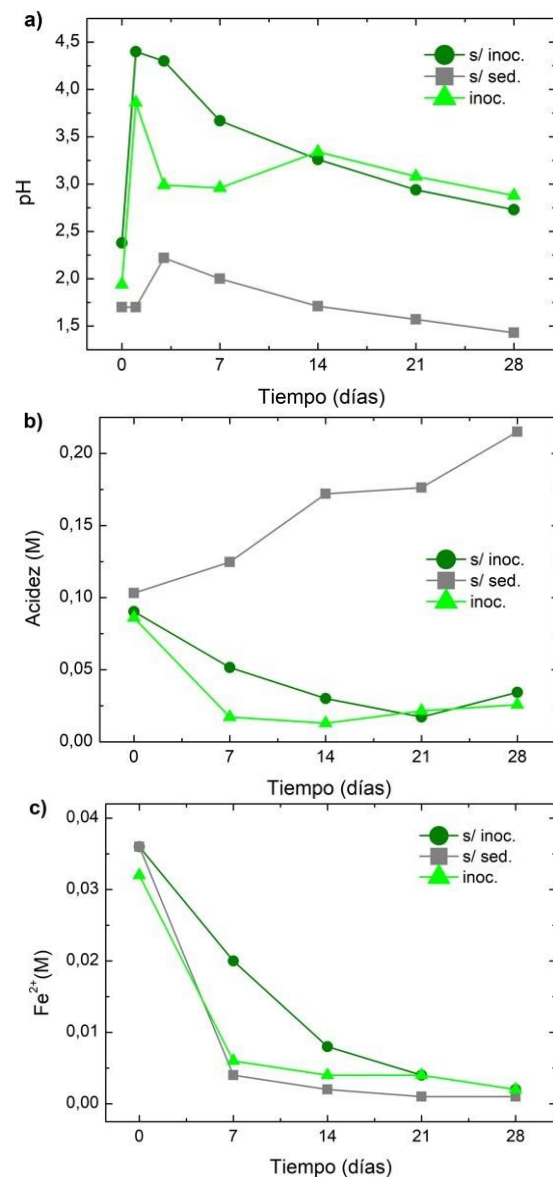 a)
4,5
4,0
3,5
3,0
2,5
2,0
1,5
pH
s/ inoc.
s/ sed.
inoc.
0 7 14 21 28
Tiempo (días)
b)
0,20
0,15
0,10
0,05
0,00
Acidez (M)
s/ inoc.
s/ sed.
inoc.
0 7 14 21 28
Tiempo (días)
c)
0,04
0,03
0,02
0,01
0,00
Fe²⁺(M)
s/ inoc.
s/ sed.
inoc.
0 7 14 21 28
Tiempo (días)